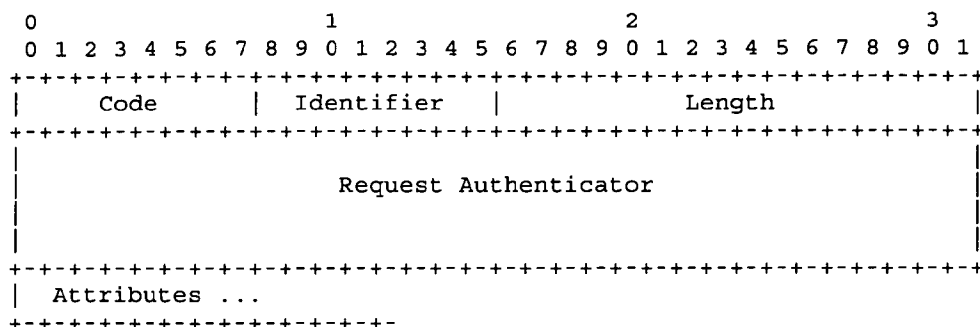 0                   1                   2                   3
0 1 2 3 4 5 6 7 8 9 0 1 2 3 4 5 6 7 8 9 0 1 2 3 4 5 6 7 8 9 0 1
+-+-+-+-+-+-+-+-+-+-+-+-+-+-+-+-+-+-+-+-+-+-+-+-+-+-+-+-+-+-+-+-+
|     Code      |  Identifier   |            Length             |
+-+-+-+-+-+-+-+-+-+-+-+-+-+-+-+-+-+-+-+-+-+-+-+-+-+-+-+-+-+-+-+-+
|                                                               |
|                     Request Authenticator                     |
|                                                               |
|                                                               |
+-+-+-+-+-+-+-+-+-+-+-+-+-+-+-+-+-+-+-+-+-+-+-+-+-+-+-+-+-+-+-+-+
|  Attributes ...
+-+-+-+-+-+-+-+-+-+-+-+-+-